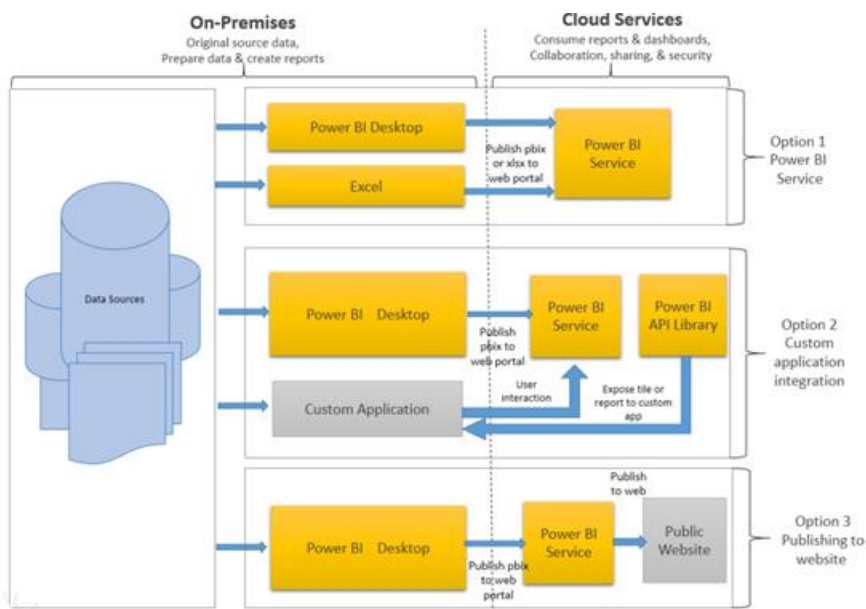 On-Premises
Original source data,
Prepare data & create reports
Cloud Services
Consume reports & dashboards,
Collaboration, sharing, & security
Data Sources
Power BI Desktop
Excel
Publish pbix
or xlsx to
web portal
Power BI
Service
Option 1
Power BI
Service
Power BI Desktop
Publish
pbix to
web portal
Power BI
Service
Power BI
API Library
Custom Application
User
interaction
Expose tile or
report to custom
app
Option 2
Custom
application
integration
Power BI Desktop
Publish pbix
to web
portal
Power BI
Service
Publish
to web
Public
Website
Option 3
Publishing to
website